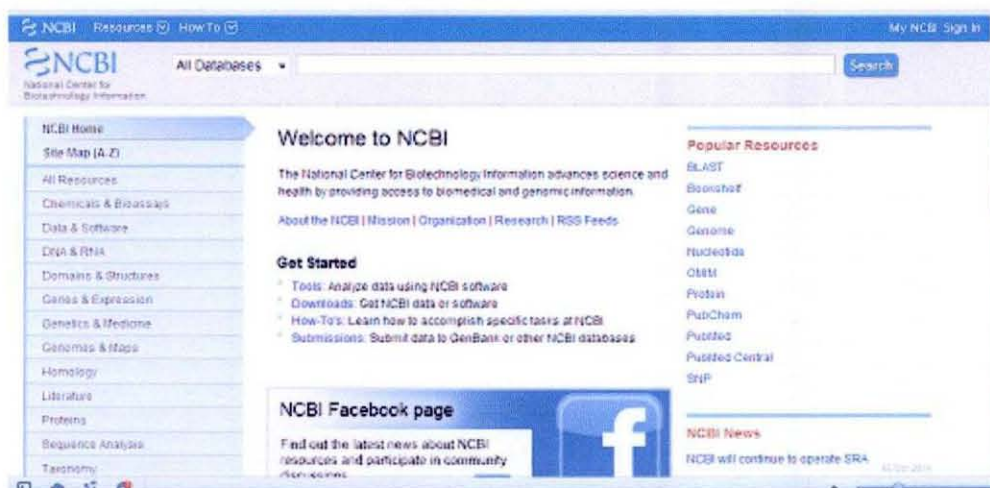 NCBI Resources How To My NCBI Sign In
NCBI
National Center for
Biotechnology Information
All Databases
Search
NCBI Home
Site Map (A-Z)
All Resources
Chemicals & Bioassays
Data & Software
DNA & RNA
Domains & Structures
Genes & Expression
Genetics & Medicine
Genomes & Maps
Homology
Literature
Proteins
Sequence Analysis
Taxonomy
Welcome to NCBI
The National Center for Biotechnology Information advances science and
health by providing access to biomedical and genomic information.
About the NCBI | Mission | Organization | Research | RSS Feeds
Get Started
Tools: Analyze data using NCBI software
Downloads: Get NCBI data or software
How-To's: Learn how to accomplish specific tasks at NCBI
Submissions: Submit data to GenBank or other NCBI databases
NCBI Facebook page
Find out the latest news about NCBI
resources and participate in community
discussions
Popular Resources
BLAST
Bookshelf
Gene
Genome
Nucleotide
OMIM
Protein
PubChem
PubMed
PubMed Central
SNP
NCBI News
NCBI will continue to operate SRA